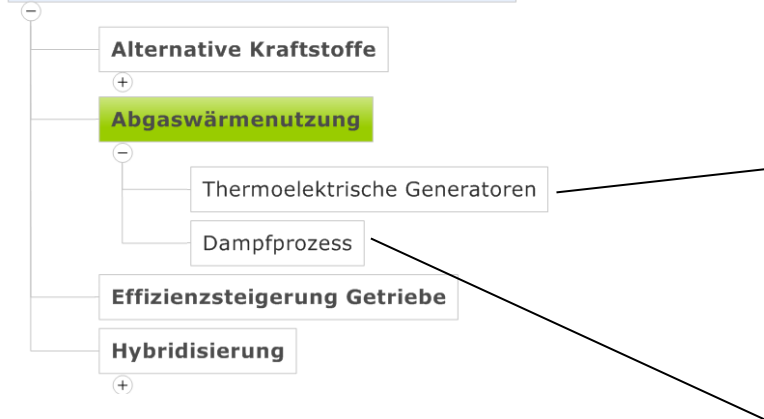 Alternative Kraftstoffe
Abgaswärmenutzung
Thermoelektrische Generatoren
Dampfprozess
Effizienzsteigerung Getriebe
Hybridisierung